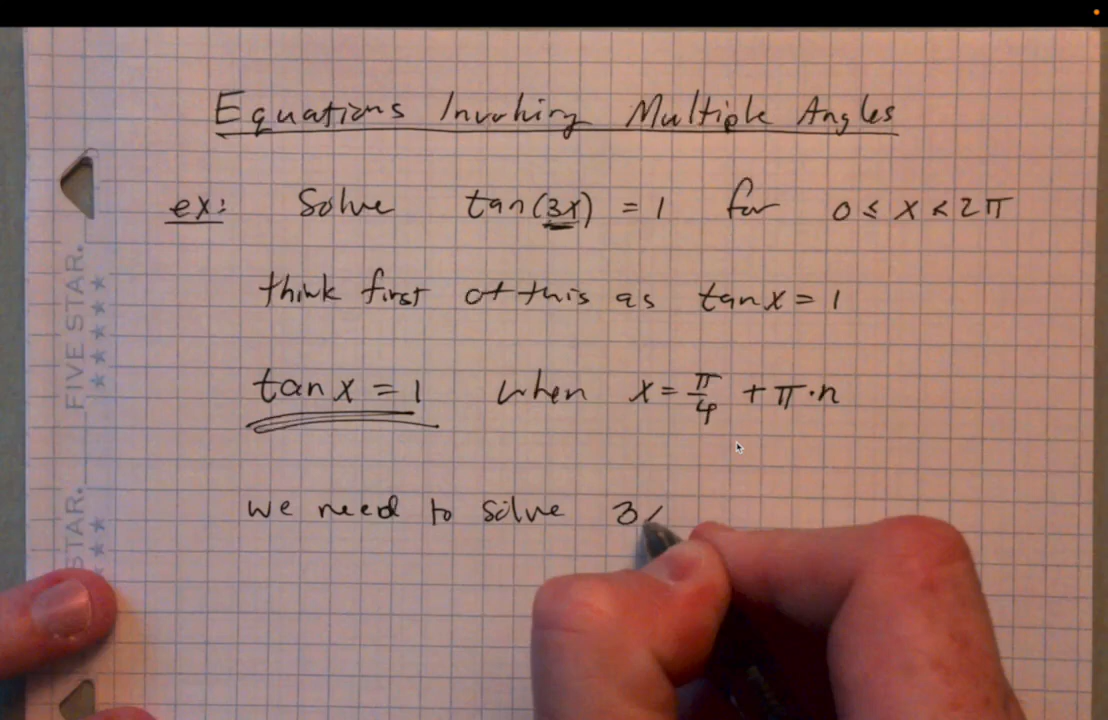 Equations Involving Multiple Angles
ex: Solve tan(3x) = 1 for 0 ≤ x < 2π
think first of this as tan x = 1
tan x = 1 when x = π/4 + π·n
we need to solve 3
FIVE STAR.
STAR.